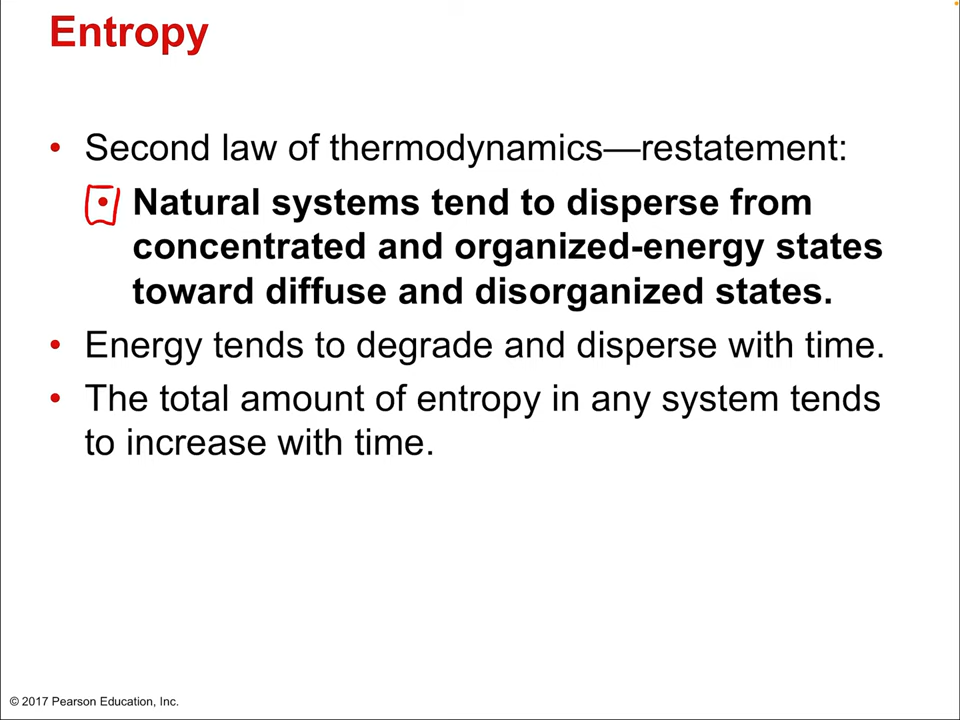 Entropy
• Second law of thermodynamics—restatement:
• Natural systems tend to disperse from
concentrated and organized-energy states
toward diffuse and disorganized states.
• Energy tends to degrade and disperse with time.
• The total amount of entropy in any system tends
to increase with time.
© 2017 Pearson Education, Inc.